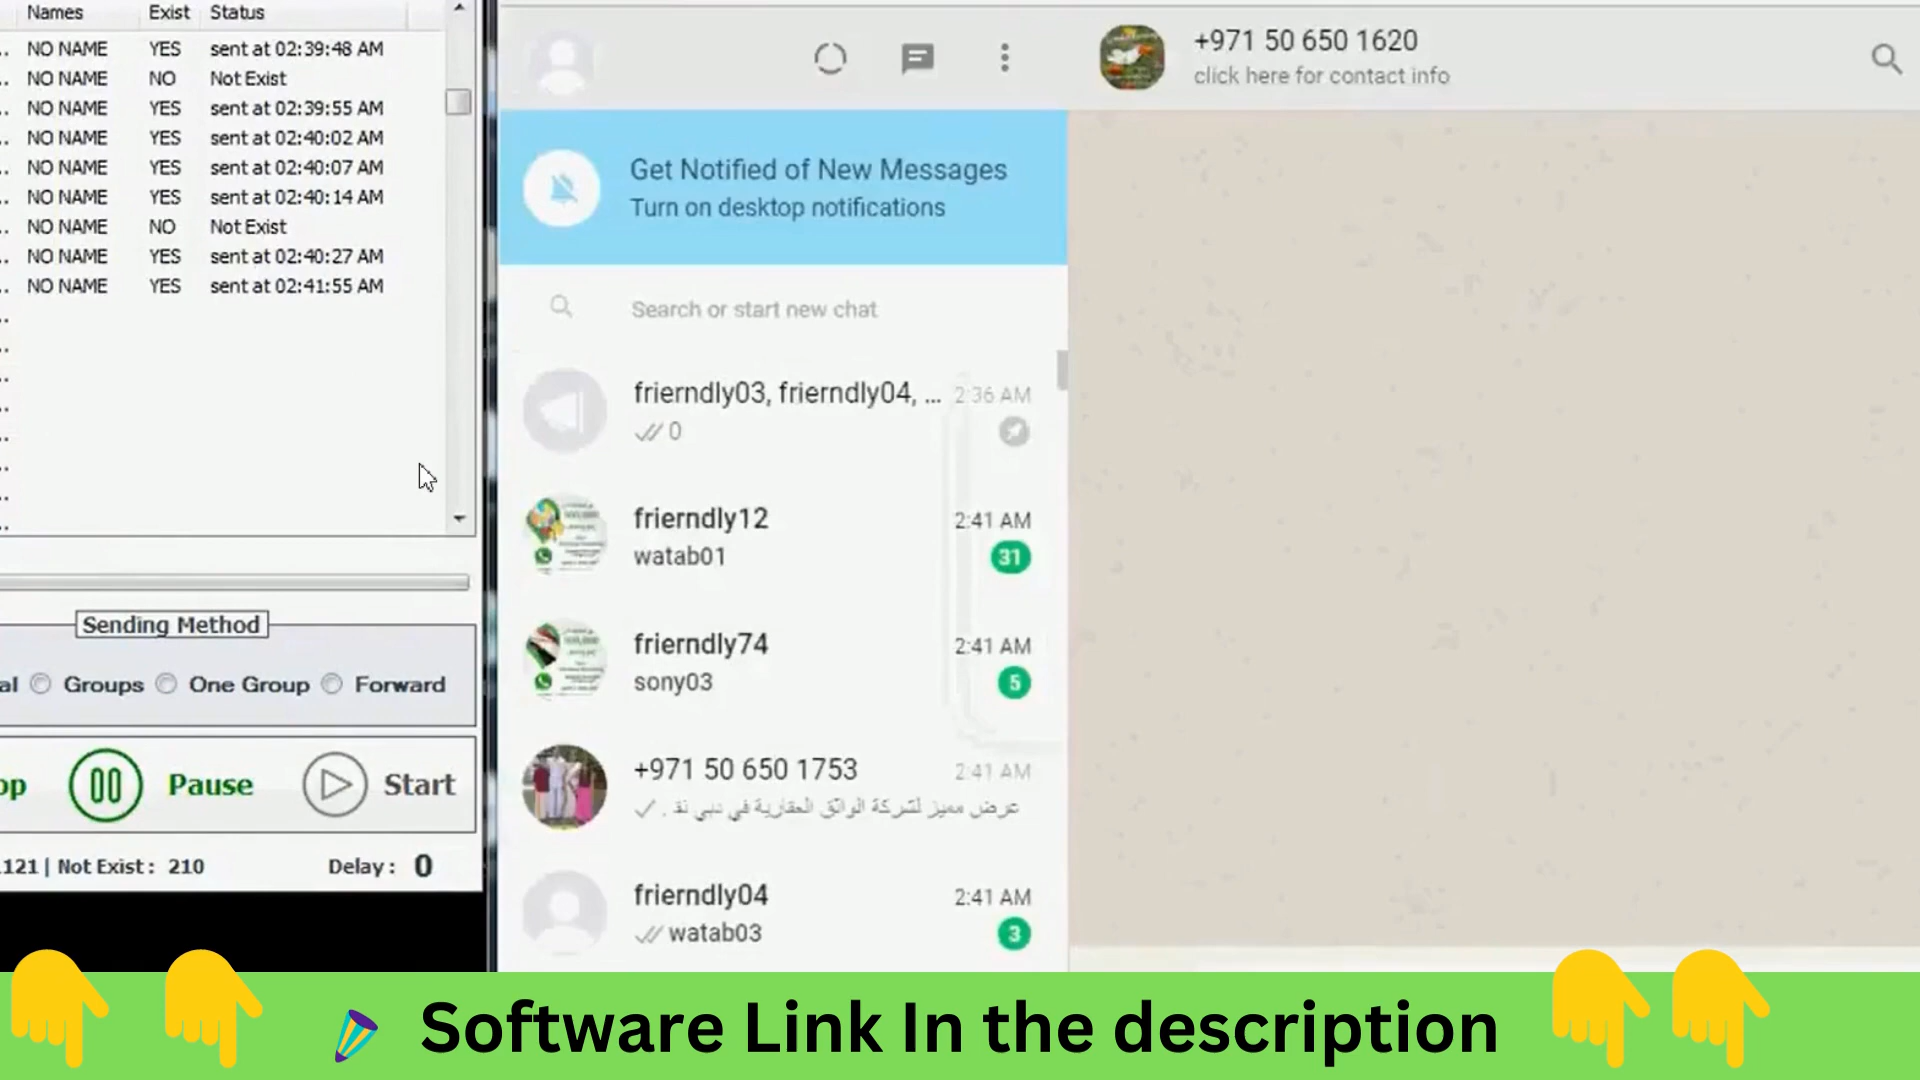 Names Exist Status
.. NO NAME YES sent at 02:39:48 AM
.. NO NAME NO Not Exist
.. NO NAME YES sent at 02:39:55 AM
.. NO NAME YES sent at 02:40:02 AM
.. NO NAME YES sent at 02:40:07 AM
.. NO NAME YES sent at 02:40:14 AM
.. NO NAME NO Not Exist
.. NO NAME YES sent at 02:40:27 AM
.. NO NAME YES sent at 02:41:55 AM
Sending Method
al Groups One Group Forward
op Pause Start
.121 | Not Exist : 210 Delay : 0
+971 50 650 1620
click here for contact info
Get Notified of New Messages
Turn on desktop notifications
Search or start new chat
frierndly03, frierndly04, ... 2:36 AM
0
frierndly12 2:41 AM
watab01 31
frierndly74 2:41 AM
sony03 5
+971 50 650 1753 2:41 AM
عرض مميز لشركة الواثق العقارية في دبي نق.
frierndly04 2:41 AM
watab03 3
Software Link In the description